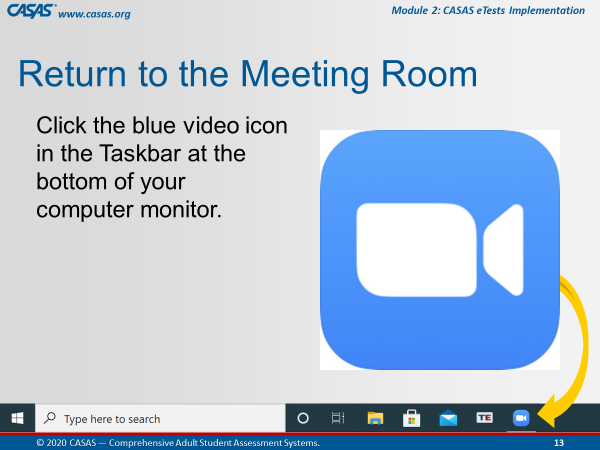 CASAS www.casas.org
Module 2: CASAS eTests Implementation
Return to the Meeting Room
Click the blue video icon
in the Taskbar at the
bottom of your
computer monitor.
Type here to search
TE
© 2020 CASAS — Comprehensive Adult Student Assessment Systems.
13